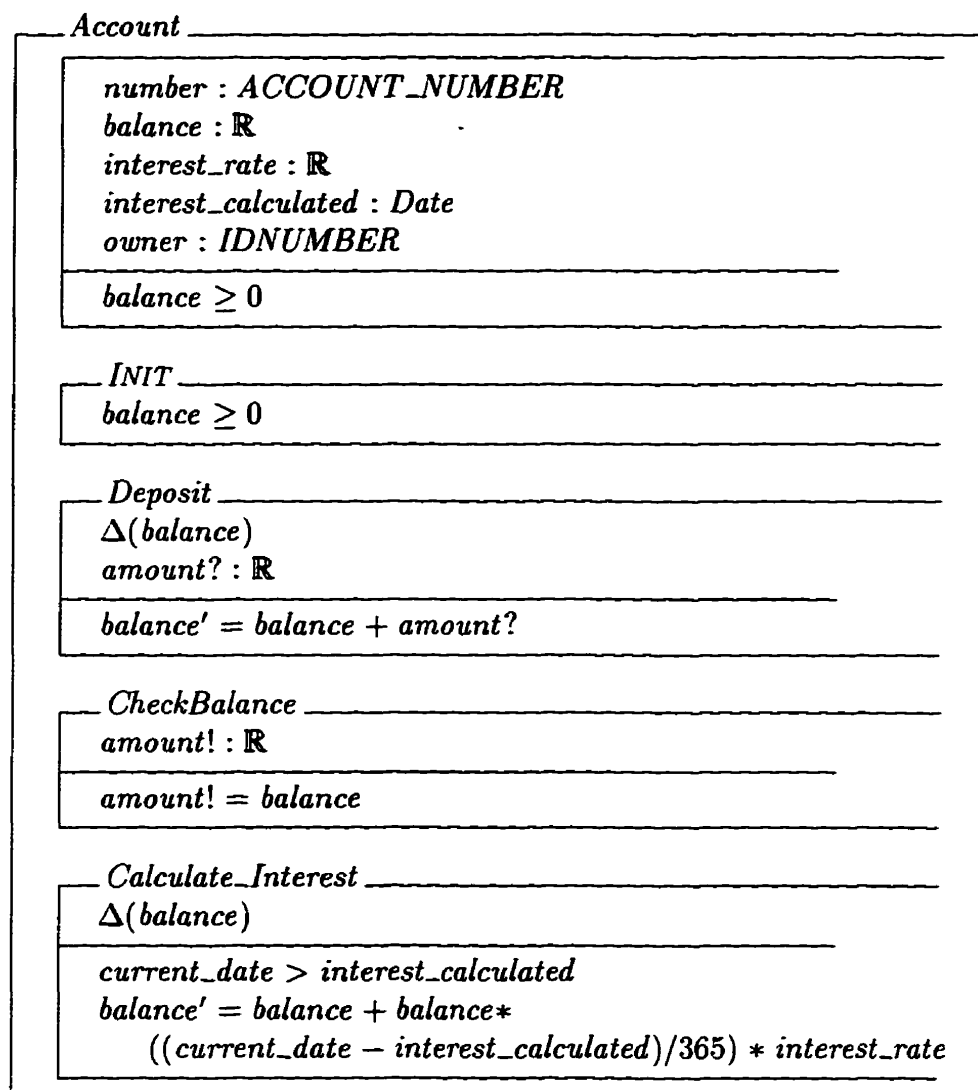 Account
number : ACCOUNT_NUMBER
balance : ℝ
interest_rate : ℝ
interest_calculated : Date
owner : IDNUMBER
balance ≥ 0
INIT
balance ≥ 0
Deposit
Δ(balance)
amount? : ℝ
balance′ = balance + amount?
CheckBalance
amount! : ℝ
amount! = balance
Calculate_Interest
Δ(balance)
current_date > interest_calculated
balance′ = balance + balance*
((current_date − interest_calculated)/365) * interest_rate